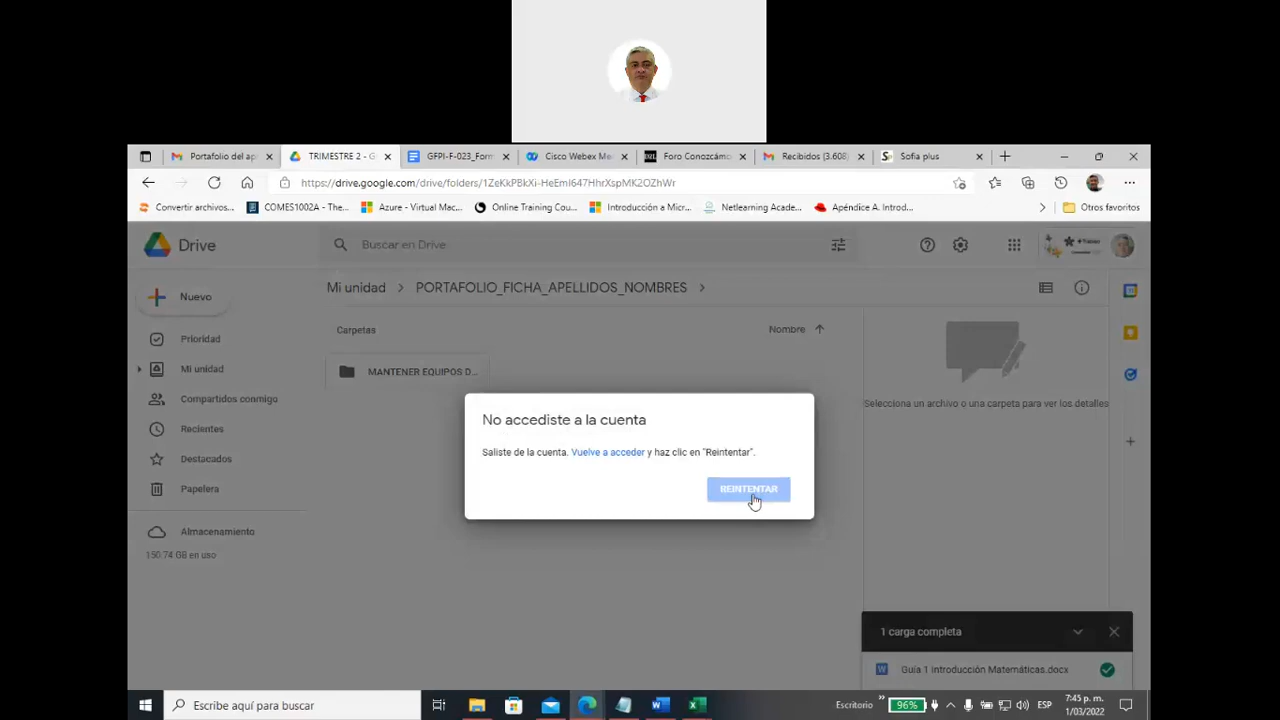 Portafolio del ap
TRIMESTRE 2 - G
GFPI-F-023_Form
Cisco Webex Me
Foro Conozcám
Recibidos (3.608)
Sofia plus
https://drive.google.com/drive/folders/1ZeKkPBkXi-HeEmI647HhrXspMK2OZhWr
Convertir archivos...
COMES1002A - The...
Azure - Virtual Mac...
Online Training Cou...
Introducción a Micr...
Netlearning Acade...
Apéndice A. Introd...
Otros favoritos
Drive
Buscar en Drive
Nuevo
Mi unidad > PORTAFOLIO_FICHA_APELLIDOS_NOMBRES >
Prioridad
Mi unidad
Compartidos conmigo
Recientes
Destacados
Papelera
Almacenamiento
150.74 GB en uso
Carpetas
Nombre
MANTENER EQUIPOS D...
Selecciona un archivo o una carpeta para ver los detalles
No accediste a la cuenta
Saliste de la cuenta. Vuelve a acceder y haz clic en "Reintentar".
REINTENTAR
1 carga completa
Guía 1 introducción Matemáticas.docx
Escribe aquí para buscar
Escritorio
96%
ESP
7:45 p. m.
1/03/2022